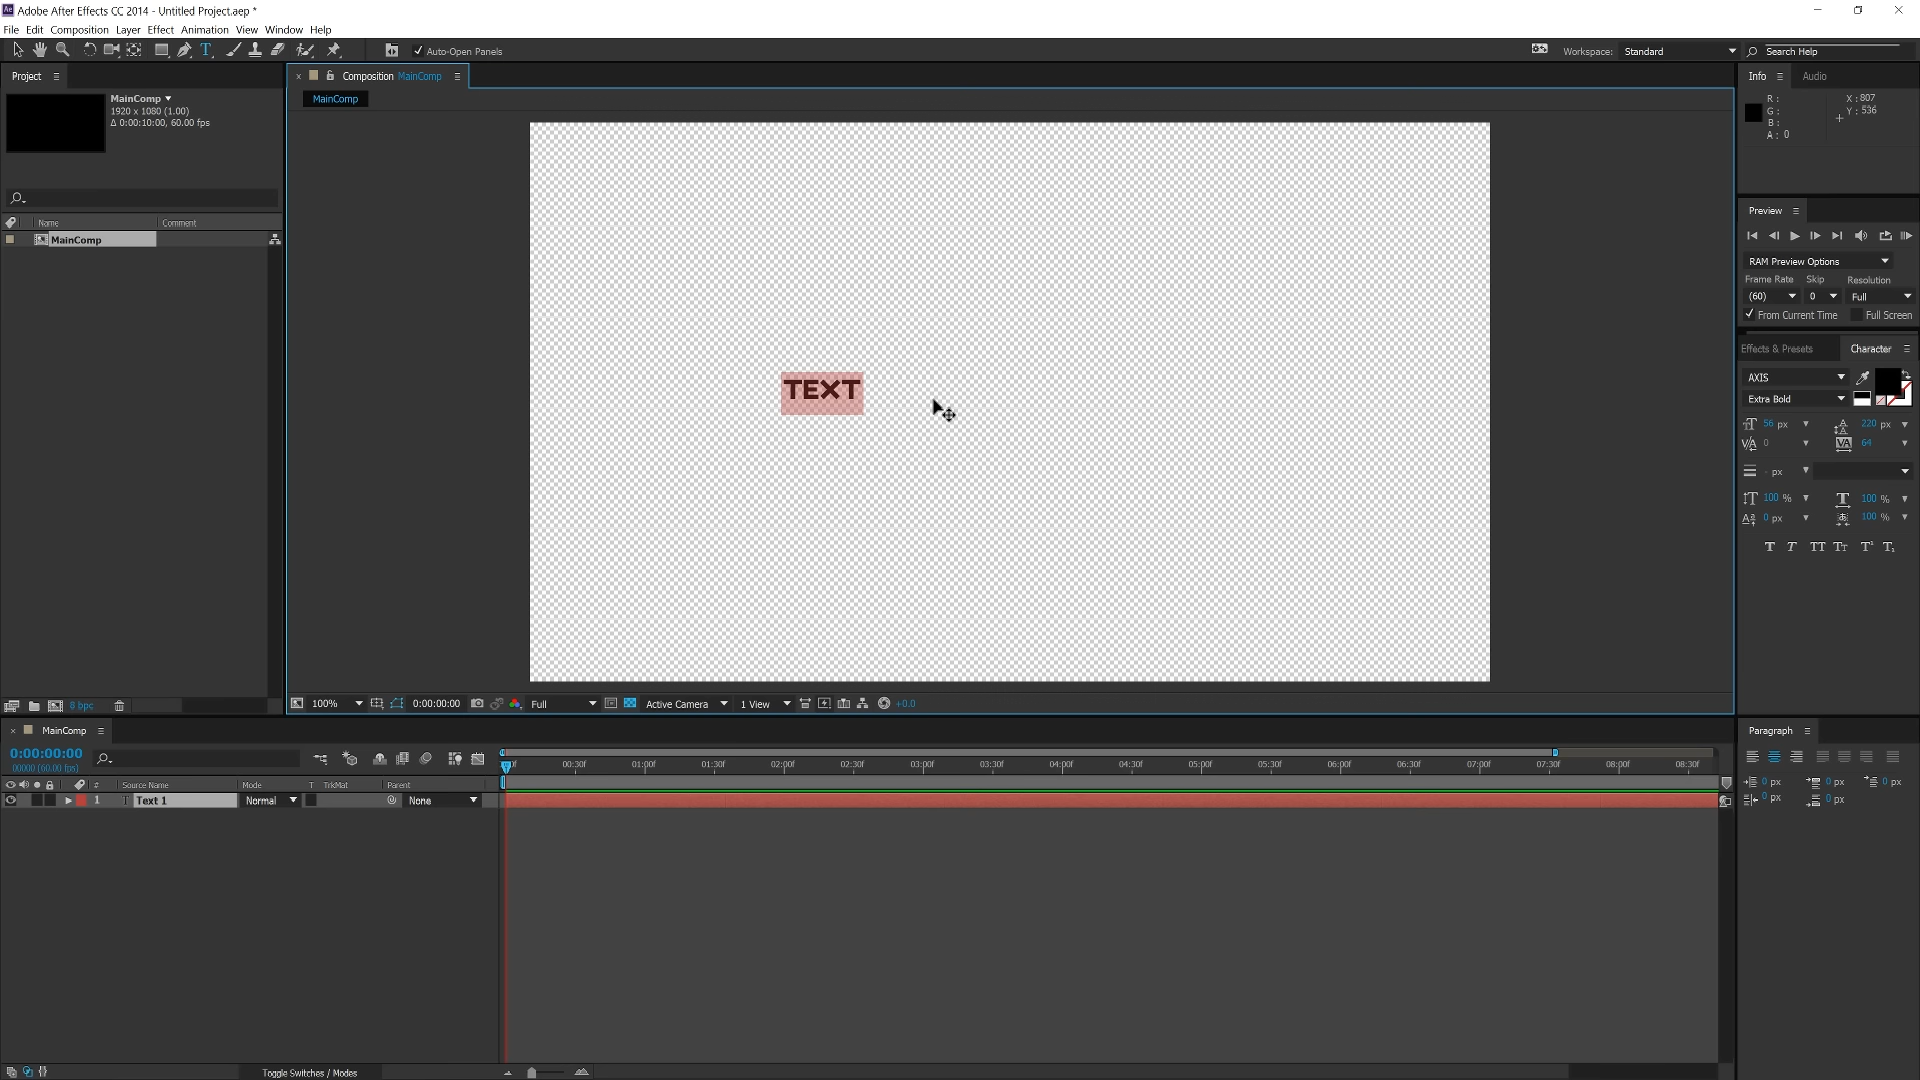 Adobe After Effects CC 2014 - Untitled Project.aep *
File Edit Composition Layer Effect Animation View Window Help
Auto-Open Panels
Workspace: Standard
Search Help
Project
Composition MainComp
Info Audio
MainComp
1920 x 1080 (1.00)
Δ 0:00:10:00, 60.00 fps
MainComp
R :
G :
B :
A : 0
X : 807
Y : 536
Name Comment
MainComp
Preview
RAM Preview Options
Frame Rate Skip Resolution
(60) 0 Full
From Current Time Full Screen
Effects & Presets Character
AXIS
Extra Bold
56 px 220 px
0 64
- px
100 % 100 %
0 px 100 %
TEXT
8 bpc
100% 0:00:00:00 Full Active Camera 1 View +0.0
MainComp
0:00:00:00
00000 (60.00 fps)
00:30f 01:00f 01:30f 02:00f 02:30f 03:00f 03:30f 04:00f 04:30f 05:00f 05:30f 06:00f 06:30f 07:00f 07:30f 08:00f 08:30f
# Source Name Mode T TrkMat Parent
1 T Text 1 Normal None
Paragraph
0 px 0 px 0 px
0 px 0 px
Toggle Switches / Modes